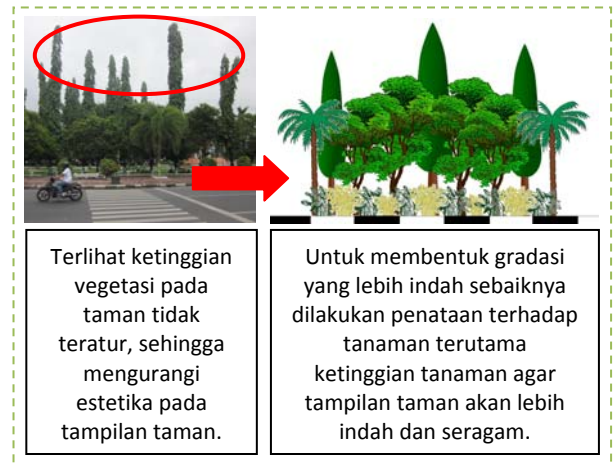 Terlihat ketinggian
vegetasi pada
taman tidak
teratur, sehingga
mengurangi
estetika pada
tampilan taman.
Untuk membentuk gradasi
yang lebih indah sebaiknya
dilakukan penataan terhadap
tanaman terutama
ketinggian tanaman agar
tampilan taman akan lebih
indah dan seragam.